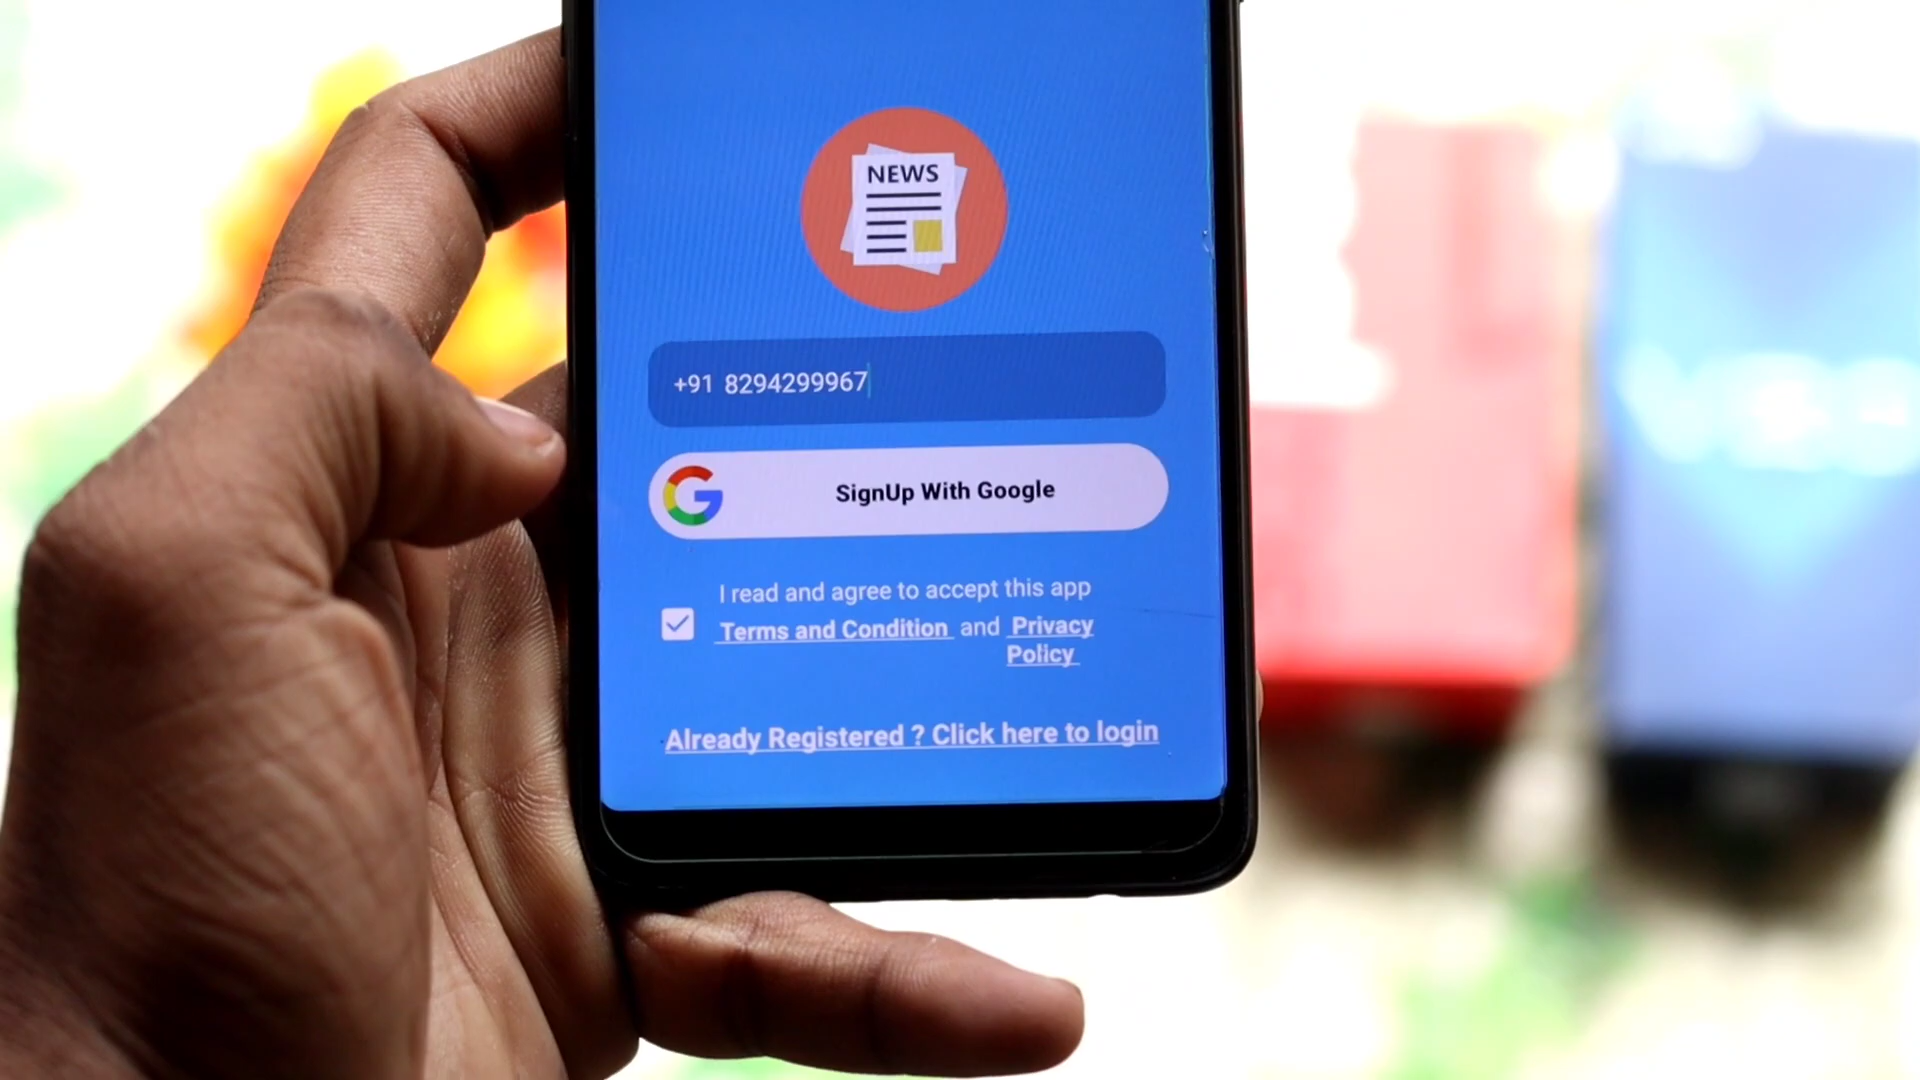 NEWS
+91 8294299967
SignUp With Google
I read and agree to accept this app
Terms and Condition and Privacy
Policy
Already Registered ? Click here to login